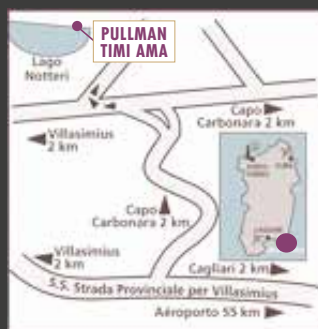 PULLMAN
TIMI AMA
Lago
Notteri
Capo
Carbonara 2 km
Villasimius
2 km
Capo
Carbonara 2 km
Villasimius
2 km
Cagliari 2 km
S.S. Strada Provinciale per Villasimius
Aéroporto 55 km